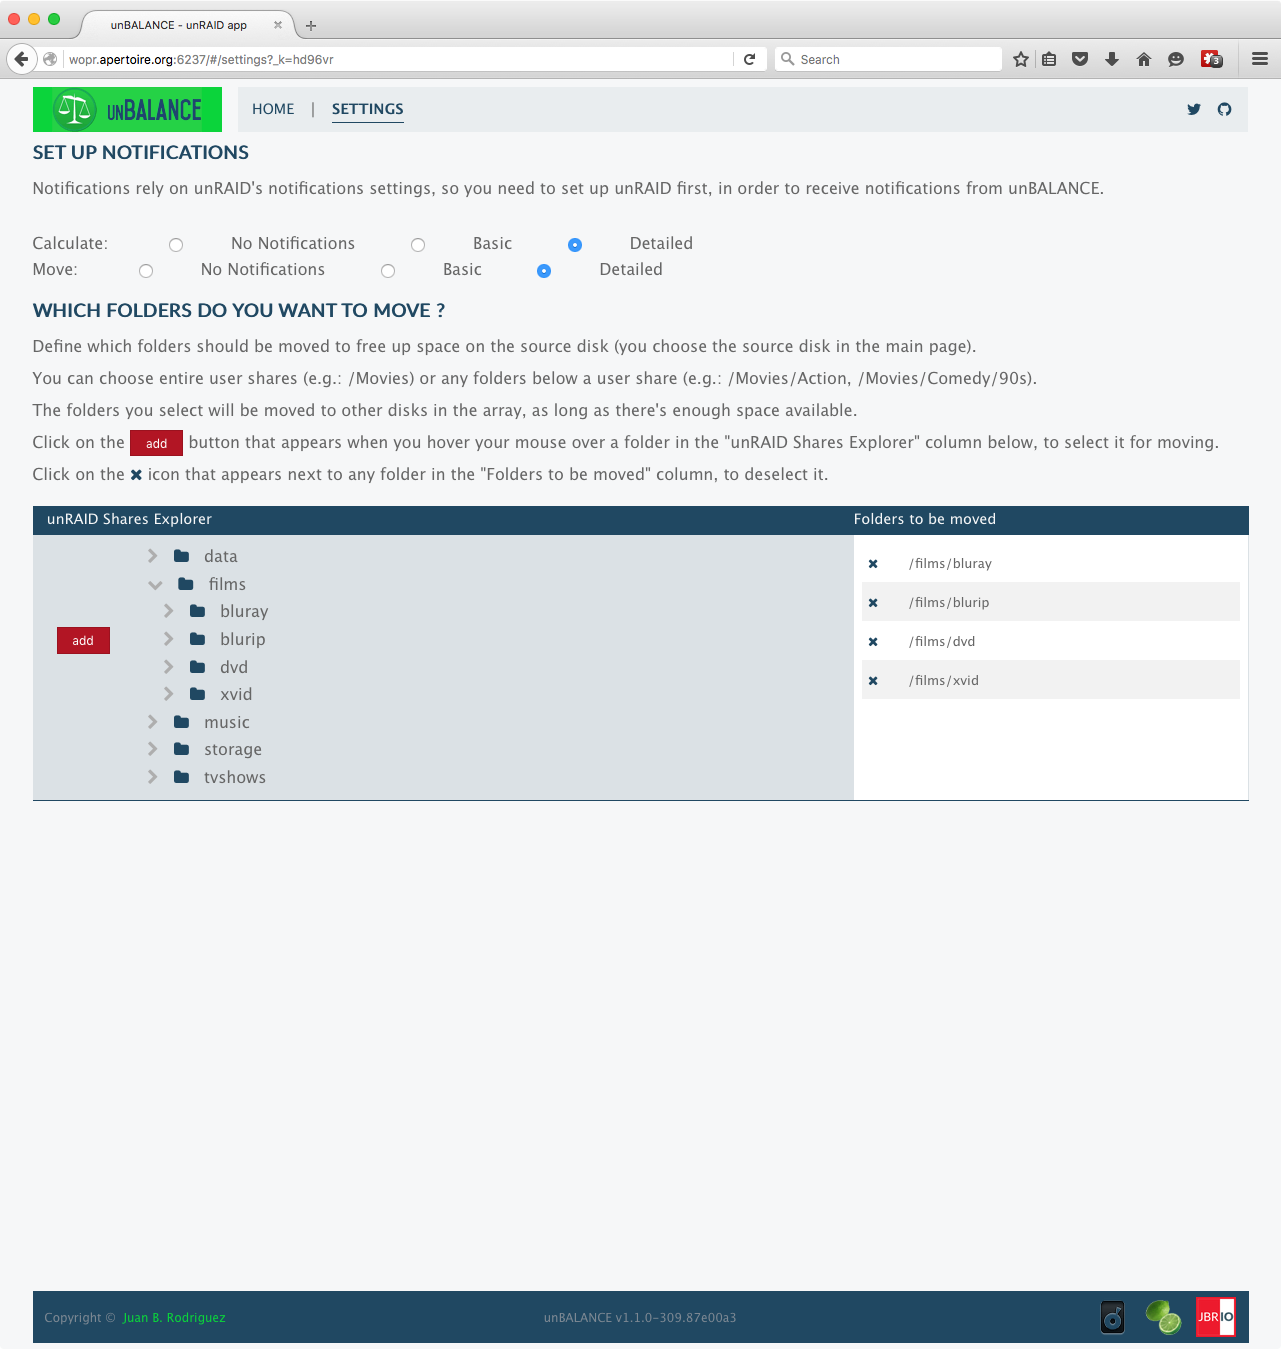 unBALANCE - unRAID app
wopr.apertoire.org:6237/#/settings?_k=hd96vr
Search
3
unBALANCE
HOME | SETTINGS
SET UP NOTIFICATIONS
Notifications rely on unRAID's notifications settings, so you need to set up unRAID first, in order to receive notifications from unBALANCE.
Calculate: No Notifications Basic Detailed
Move: No Notifications Basic Detailed
WHICH FOLDERS DO YOU WANT TO MOVE ?
Define which folders should be moved to free up space on the source disk (you choose the source disk in the main page).
You can choose entire user shares (e.g.: /Movies) or any folders below a user share (e.g.: /Movies/Action, /Movies/Comedy/90s).
The folders you select will be moved to other disks in the array, as long as there's enough space available.
Click on the add button that appears when you hover your mouse over a folder in the "unRAID Shares Explorer" column below, to select it for moving.
Click on the ✖ icon that appears next to any folder in the "Folders to be moved" column, to deselect it.
unRAID Shares Explorer
data
films
bluray
blurip
add
dvd
xvid
music
storage
tvshows
Folders to be moved
/films/bluray
/films/blurip
/films/dvd
/films/xvid
Copyright © Juan B. Rodriguez
unBALANCE v1.1.0-309.87e00a3
JBRIO